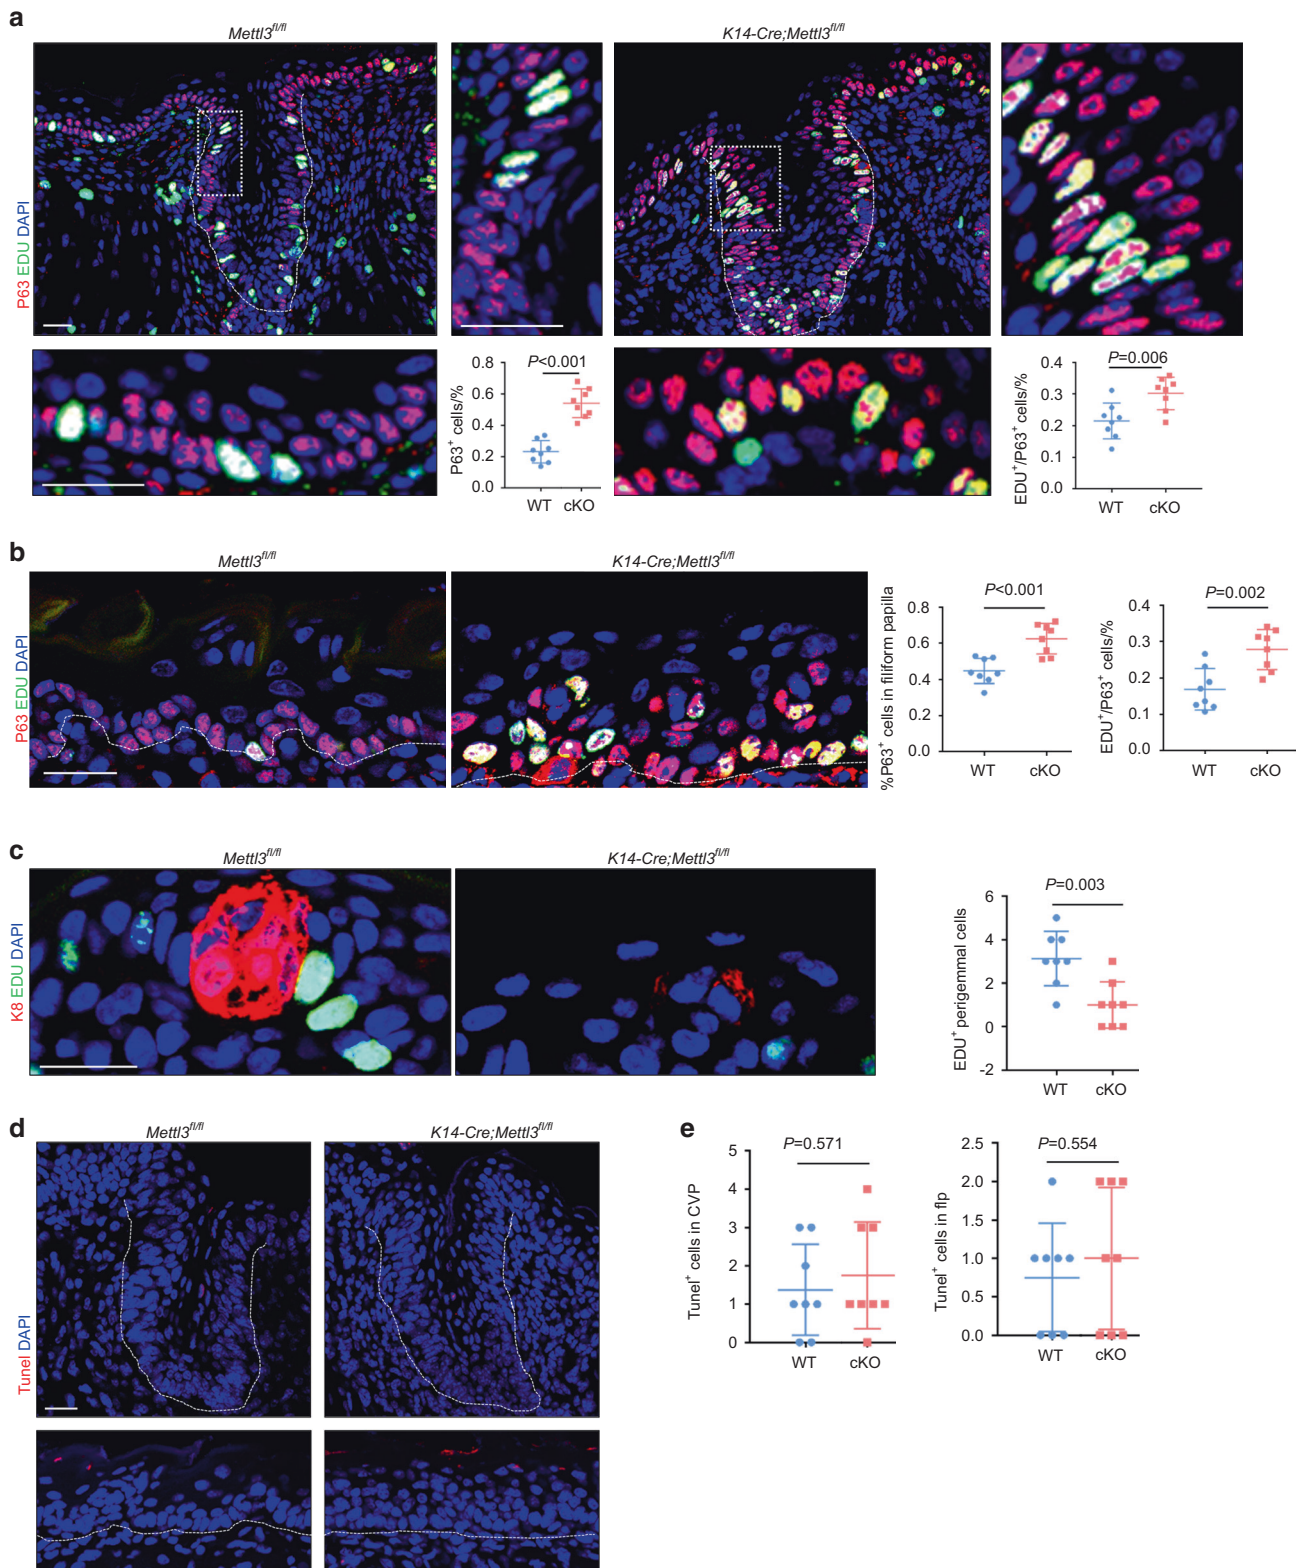 a
Mettl3fl/fl
K14-Cre;Mettl3fl/fl
P63 EDU DAPI
P<0.001
0.8
0.6
0.4
0.2
0.0
P63+ cells/%
WT cKO
P=0.006
0.4
0.3
0.2
0.1
0.0
EDU+/P63+ cells/%
WT cKO
b
Mettl3fl/fl
K14-Cre;Mettl3fl/fl
P63 EDU DAPI
P<0.001
0.8
0.6
0.4
0.2
0.0
%P63+ cells in filiform papilla
WT cKO
P=0.002
0.4
0.3
0.2
0.1
0.0
EDU+/P63+ cells/%
WT cKO
c
Mettl3fl/fl
K14-Cre;Mettl3fl/fl
K8 EDU DAPI
P=0.003
6
4
2
0
-2
EDU+ perigemmal cells
WT cKO
d
Mettl3fl/fl
K14-Cre;Mettl3fl/fl
Tunel DAPI
e
P=0.571
5
4
3
2
1
0
Tunel+ cells in CVP
WT cKO
P=0.554
2.5
2.0
1.5
1.0
0.5
0.0
Tunel+ cells in flp
WT cKO